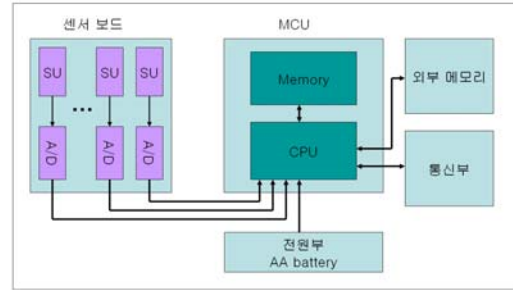 센서 보드
MCU
SU
SU
SU
...
A/D
A/D
A/D
Memory
CPU
외부 메모리
통신부
전원부
AA battery